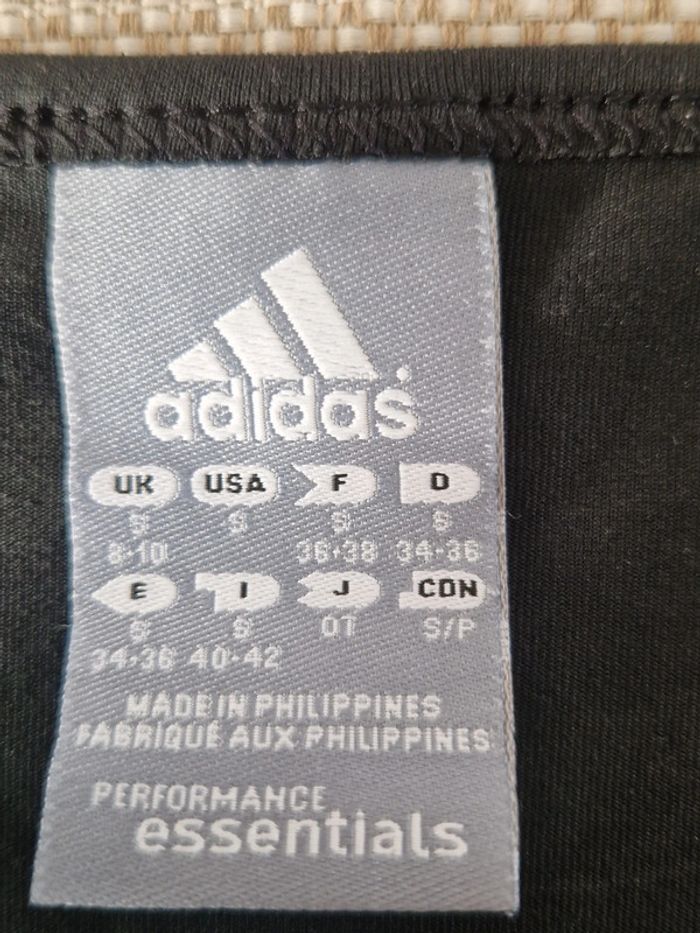 adidas
UK USA F D
S S S S
8-10 36-38 34-36
E I J CDN
S S OT S/P
34-36 40-42
MADE IN PHILIPPINES
FABRIQUÉ AUX PHILIPPINES
PERFORMANCE
essentials